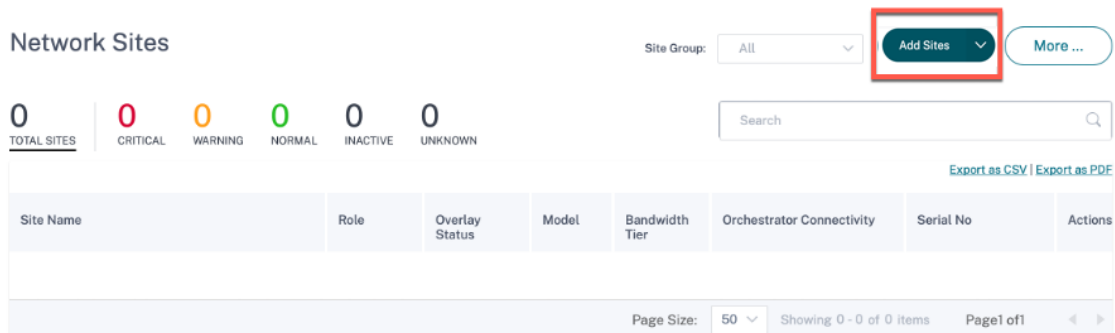 Network Sites
Site Group:
All
Add Sites
More ...
0
0
0
0
0
0
TOTAL SITES
CRITICAL
WARNING
NORMAL
INACTIVE
UNKNOWN
Search
Export as CSV | Export as PDF
Site Name
Role
Overlay
Status
Model
Bandwidth
Tier
Orchestrator Connectivity
Serial No
Actions
Page Size:
50
Showing 0 - 0 of 0 items
Page1 of1